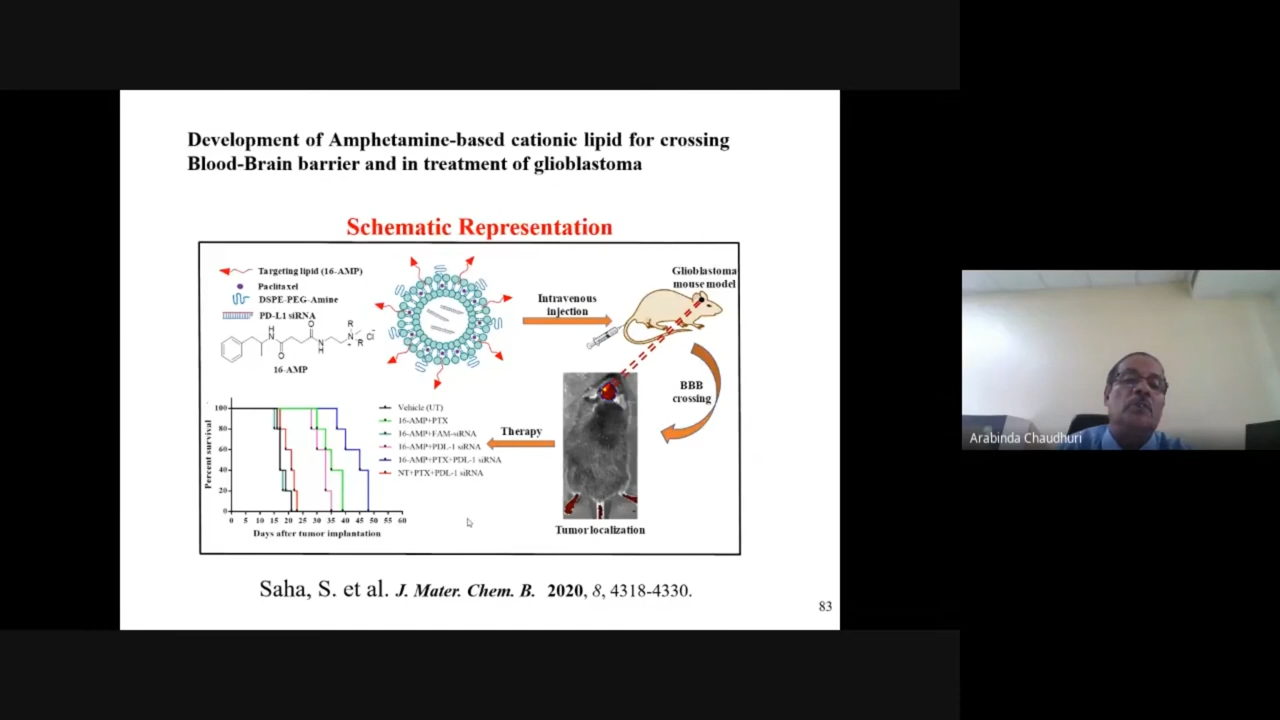 Development of Amphetamine-based cationic lipid for crossing
Blood-Brain barrier and in treatment of glioblastoma
Schematic Representation
Targeting lipid (16-AMP)
Paclitaxel
DSPE-PEG-Amine
PD-L1 siRNA
H
N
O
O
N
H
R
N
+
R
Cl-
16-AMP
Intravenous
injection
Glioblastoma
mouse model
BBB
crossing
Therapy
Tumor localization
Percent survival
100
80
60
40
20
0
0 5 10 15 20 25 30 35 40 45 50 55 60
Days after tumor implantation
Vehicle (UT)
16-AMP+PTX
16-AMP+FAM-siRNA
16-AMP+PDL-1 siRNA
16-AMP+PTX+PDL-1 siRNA
NT+PTX+PDL-1 siRNA
Saha, S. et al. J. Mater. Chem. B. 2020, 8, 4318-4330.
83
Arabinda Chaudhuri